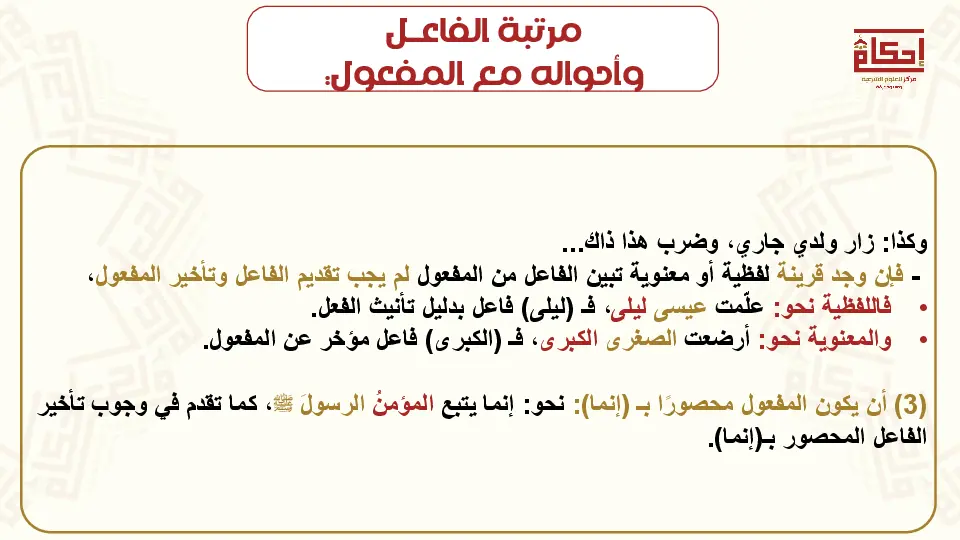 مرتبة الفاعـل
وأحواله مع المفعول:
إحكام
مركز للعلوم الشرعية
وكذا: زار ولدي جاري، وضرب هذا ذاك...
- فإن وجد قرينة لفظية أو معنوية تبين الفاعل من المفعول لم يجب تقديم الفاعل وتأخير المفعول،
• فاللفظية نحو: علّمت عيسى ليلى، فـ (ليلى) فاعل بدليل تأنيث الفعل.
• والمعنوية نحو: أرضعت الصغرى الكبرى، فـ (الكبرى) فاعل مؤخر عن المفعول.
(3) أن يكون المفعول محصورًا بـ (إنما): نحو: إنما يتبع المؤمنُ الرسولَ ﷺ، كما تقدم في وجوب تأخير
الفاعل المحصور بـ(إنما).